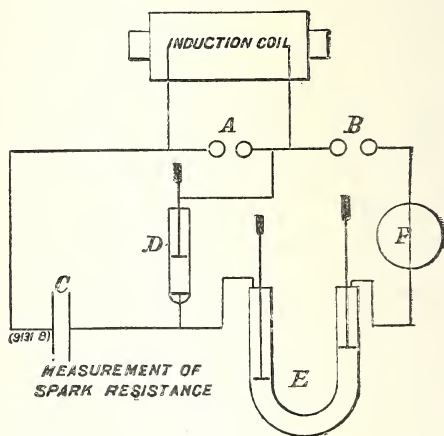 INDUCTION COIL
A
B
D
F
C
(9131 B)
E
MEASUREMENT OF
SPARK RESISTANCE